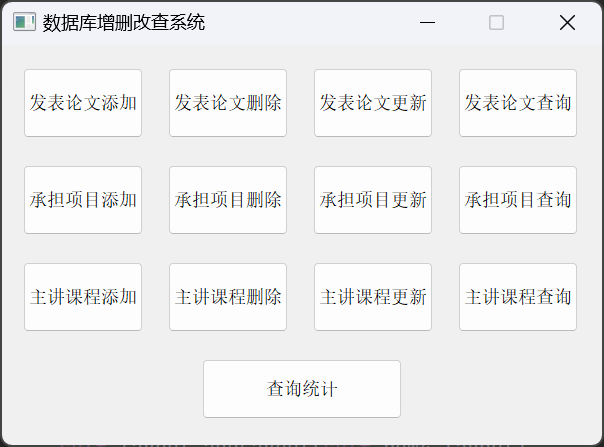 数据库增删改查系统
发表论文添加 发表论文删除 发表论文更新 发表论文查询
承担项目添加 承担项目删除 承担项目更新 承担项目查询
主讲课程添加 主讲课程删除 主讲课程更新 主讲课程查询
查询统计